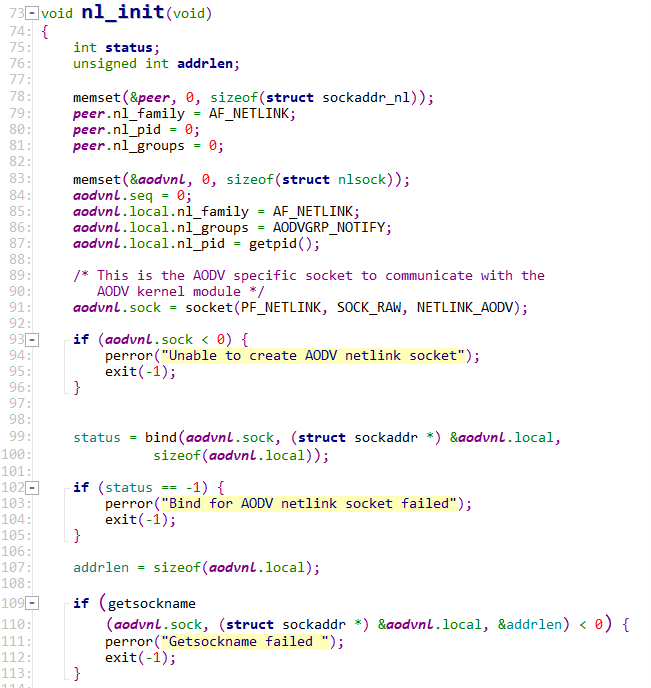 73: void nl_init(void)
74: {
75:     int status;
76:     unsigned int addrlen;
77:
78:     memset(&peer, 0, sizeof(struct sockaddr_nl));
79:     peer.nl_family = AF_NETLINK;
80:     peer.nl_pid = 0;
81:     peer.nl_groups = 0;
82:
83:     memset(&aodvnl, 0, sizeof(struct nlsock));
84:     aodvnl.seq = 0;
85:     aodvnl.local.nl_family = AF_NETLINK;
86:     aodvnl.local.nl_groups = AODVGRP_NOTIFY;
87:     aodvnl.local.nl_pid = getpid();
88:
89:     /* This is the AODV specific socket to communicate with the
90:        AODV kernel module */
91:     aodvnl.sock = socket(PF_NETLINK, SOCK_RAW, NETLINK_AODV);
92:
93:     if (aodvnl.sock < 0) {
94:         perror("Unable to create AODV netlink socket");
95:         exit(-1);
96:     }
97:
98:
99:     status = bind(aodvnl.sock, (struct sockaddr *) &aodvnl.local,
100:               sizeof(aodvnl.local));
101:
102:     if (status == -1) {
103:         perror("Bind for AODV netlink socket failed");
104:         exit(-1);
105:     }
106:
107:     addrlen = sizeof(aodvnl.local);
108:
109:     if (getsockname
110:         (aodvnl.sock, (struct sockaddr *) &aodvnl.local, &addrlen) < 0) {
111:         perror("Getsockname failed ");
112:         exit(-1);
113:     }
114: